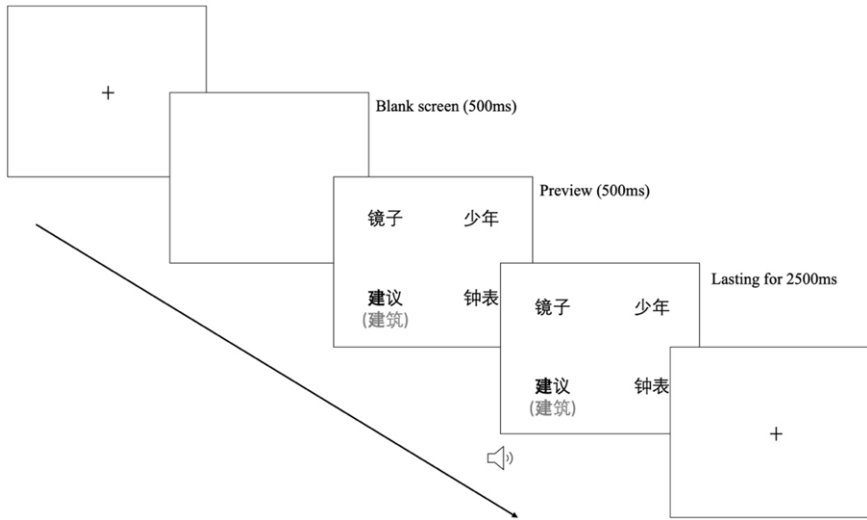 +
Blank screen (500ms)
Preview (500ms)
镜子 少年
建议 钟表
(建筑)
Lasting for 2500ms
镜子 少年
建议 钟表
(建筑)
+